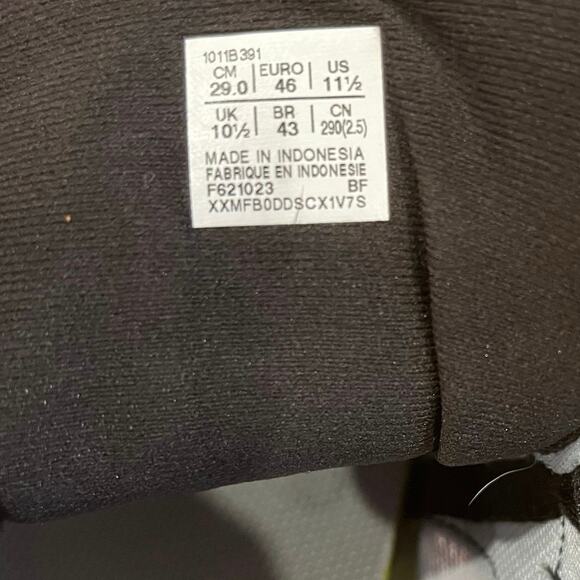 1011B391
CM | EURO | US
29.0 | 46 | 11½
UK | BR | CN
10½ | 43 | 290(2.5)
MADE IN INDONESIA
FABRIQUE EN INDONESIE
F621023 BF
XXMFB0DDSCX1V7S